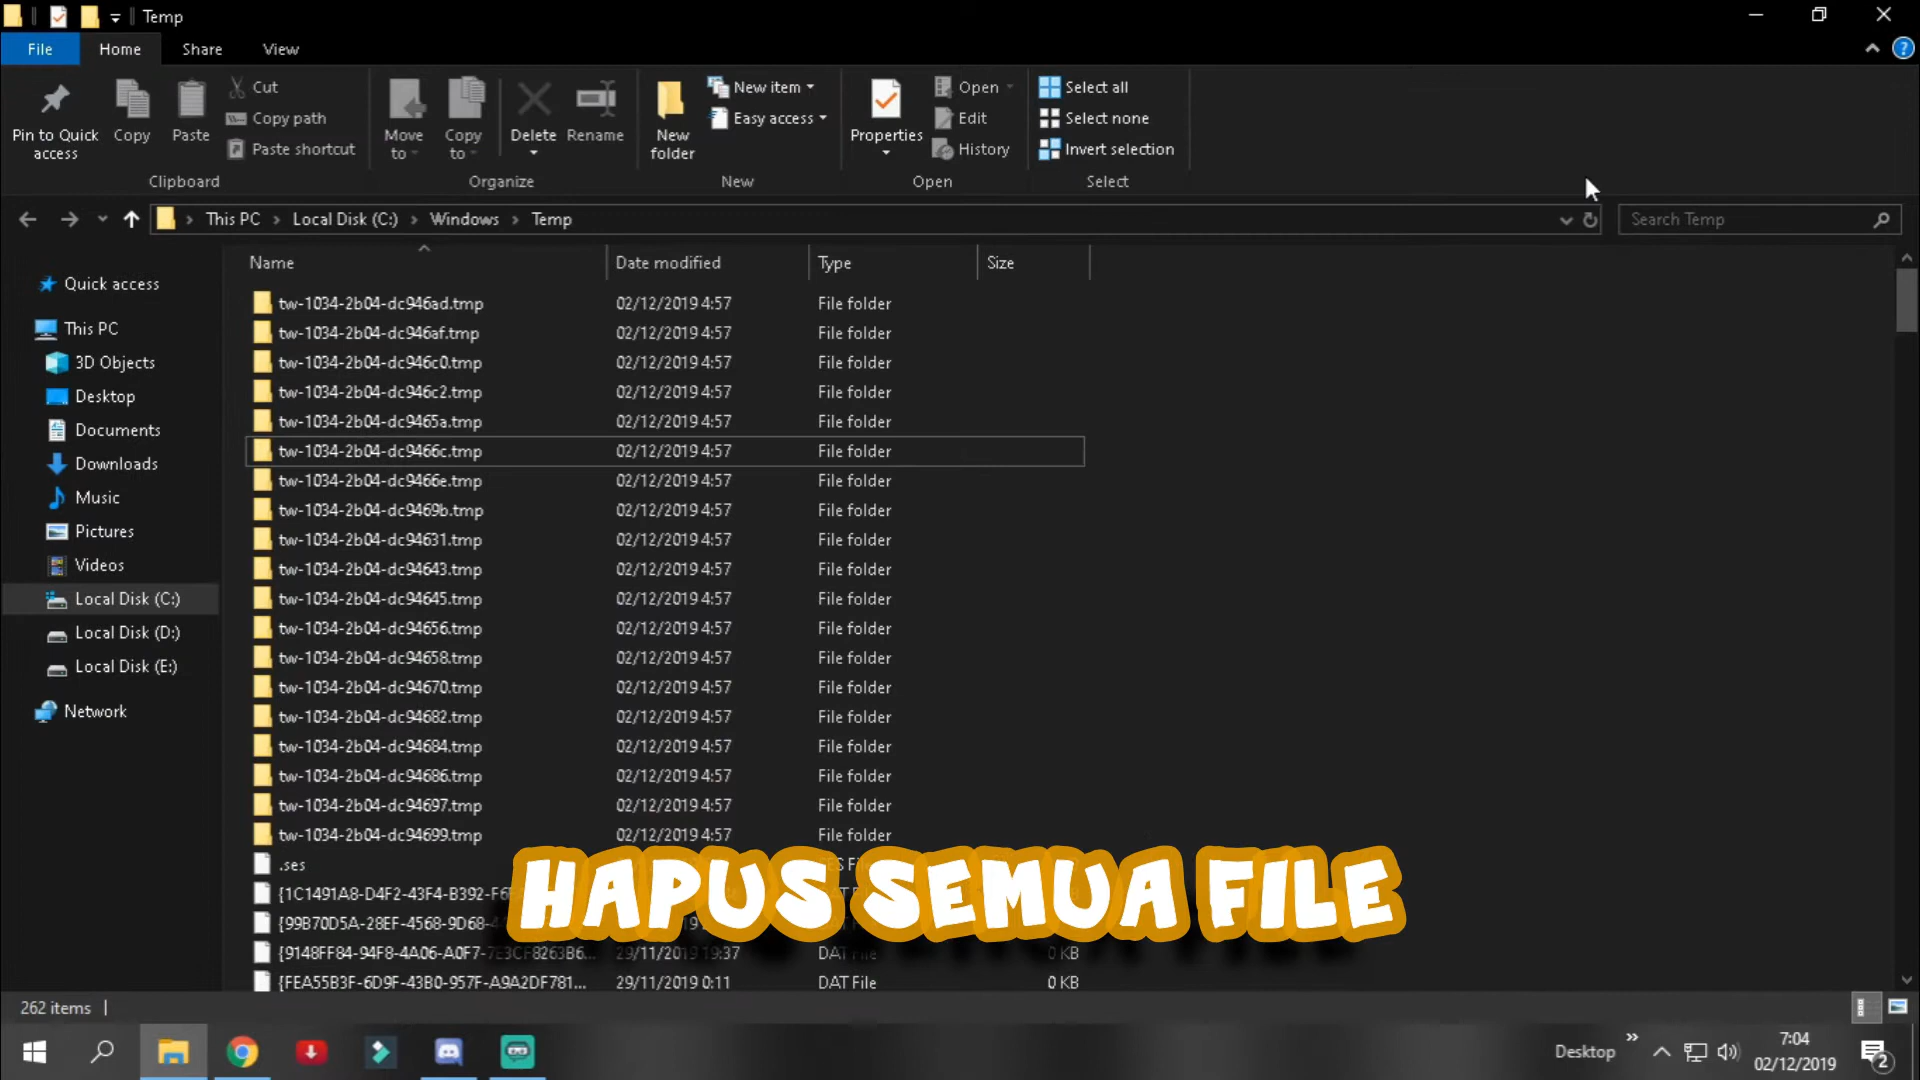 Temp
File Home Share View
Pin to Quick access
Copy
Paste
Cut
Copy path
Paste shortcut
Clipboard
Move to
Copy to
Delete
Rename
Organize
New folder
New item
Easy access
New
Properties
Open
Edit
History
Open
Select all
Select none
Invert selection
Select
This PC > Local Disk (C:) > Windows > Temp
Search Temp
Quick access
This PC
3D Objects
Desktop
Documents
Downloads
Music
Pictures
Videos
Local Disk (C:)
Local Disk (D:)
Local Disk (E:)
Network
Name Date modified Type Size
tw-1034-2b04-dc946ad.tmp 02/12/2019 4:57 File folder
tw-1034-2b04-dc946af.tmp 02/12/2019 4:57 File folder
tw-1034-2b04-dc946c0.tmp 02/12/2019 4:57 File folder
tw-1034-2b04-dc946c2.tmp 02/12/2019 4:57 File folder
tw-1034-2b04-dc9465a.tmp 02/12/2019 4:57 File folder
tw-1034-2b04-dc9466c.tmp 02/12/2019 4:57 File folder
tw-1034-2b04-dc9466e.tmp 02/12/2019 4:57 File folder
tw-1034-2b04-dc9469b.tmp 02/12/2019 4:57 File folder
tw-1034-2b04-dc94631.tmp 02/12/2019 4:57 File folder
tw-1034-2b04-dc94643.tmp 02/12/2019 4:57 File folder
tw-1034-2b04-dc94645.tmp 02/12/2019 4:57 File folder
tw-1034-2b04-dc94656.tmp 02/12/2019 4:57 File folder
tw-1034-2b04-dc94658.tmp 02/12/2019 4:57 File folder
tw-1034-2b04-dc94670.tmp 02/12/2019 4:57 File folder
tw-1034-2b04-dc94682.tmp 02/12/2019 4:57 File folder
tw-1034-2b04-dc94684.tmp 02/12/2019 4:57 File folder
tw-1034-2b04-dc94686.tmp 02/12/2019 4:57 File folder
tw-1034-2b04-dc94697.tmp 02/12/2019 4:57 File folder
tw-1034-2b04-dc94699.tmp 02/12/2019 4:57 File folder
.ses
{1C1491A8-D4F2-43F4-B392-F
{99B70D5A-28EF-4568-9D68-
{9148FF84-94F8-4A06-A0F7-7E3CF8263B6... 29/11/2019 19:37 DAT File 0 KB
{FEA55B3F-6D9F-43B0-957F-A9A2DF781... 29/11/2019 0:11 DAT File 0 KB
HAPUS SEMUA FILE
262 items
Desktop
7:04
02/12/2019
2